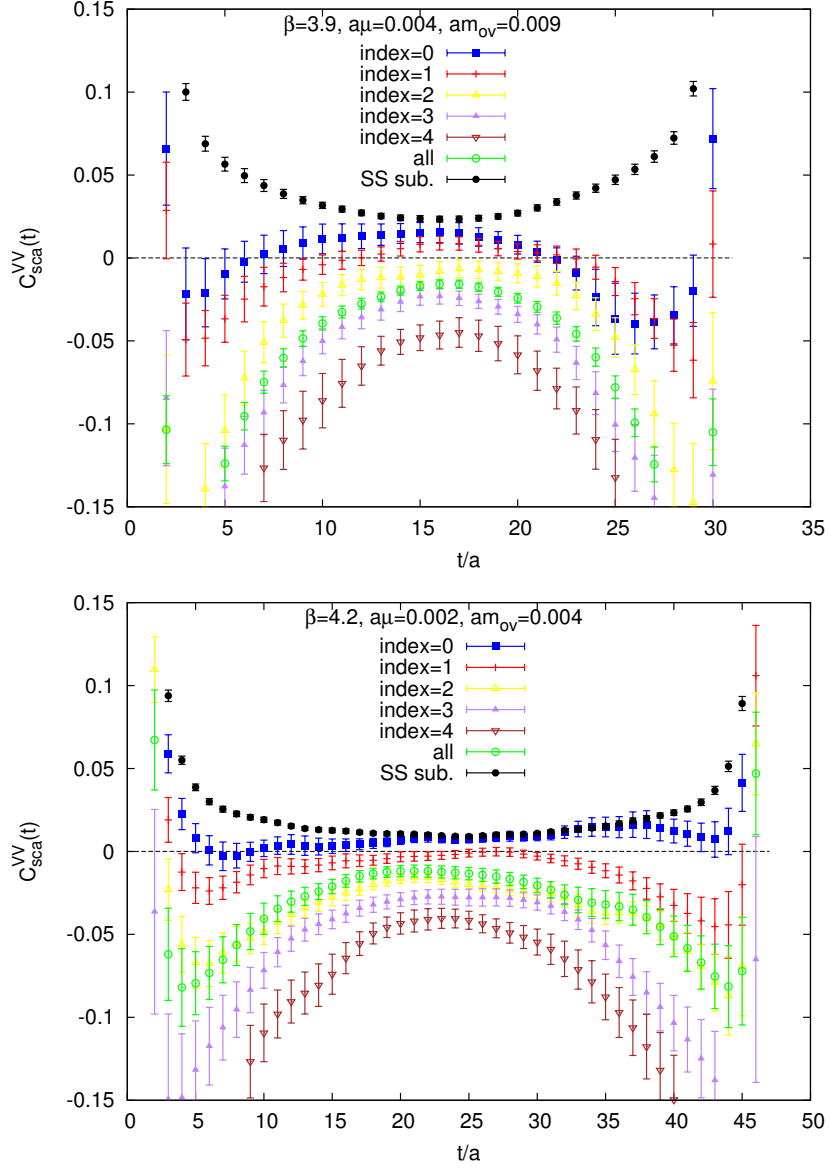 β=3.9, aμ=0.004, am_ov=0.009
index=0
index=1
index=2
index=3
index=4
all
SS sub.
0.15
0.1
0.05
0
-0.05
-0.1
-0.15
C^VV_sca(t)
0 5 10 15 20 25 30 35
t/a
β=4.2, aμ=0.002, am_ov=0.004
index=0
index=1
index=2
index=3
index=4
all
SS sub.
0.15
0.1
0.05
0
-0.05
-0.1
-0.15
C^VV_sca(t)
0 5 10 15 20 25 30 35 40 45 50
t/a